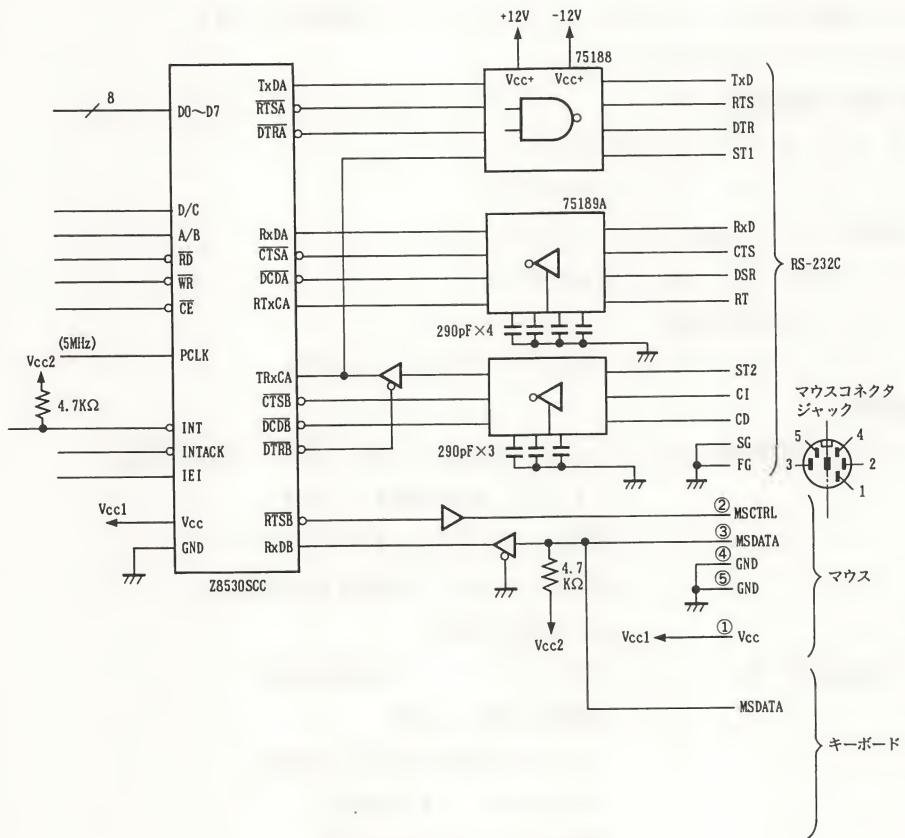 +12V -12V
75188
Vcc+ Vcc+
TxDA
RTSA
DTRA
TxD
RTS
DTR
ST1
8
D0～D7
D/C
A/B
RD
WR
CE
(5MHz)
PCLK
Vcc2
4.7KΩ
INT
INTACK
IEI
Vcc1
Vcc
GND
Z8530SCC
75189A
RxDA
CTSA
DCDA
RTxCA
RxD
CTS
DSR
RT
290pF×4
RS-232C
TRxCA
CTSB
DCDB
DTRB
ST2
CI
CD
290pF×3
SG
FG
マウスコネクタ
ジャック
5 4
3 2
1
RTSB
RxDB
② MSCTRL
③ MSDATA
④ GND
⑤ GND
4.7
KΩ
Vcc2
Vcc1 ① Vcc
マウス
MSDATA
キーボード